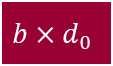 b × d₀